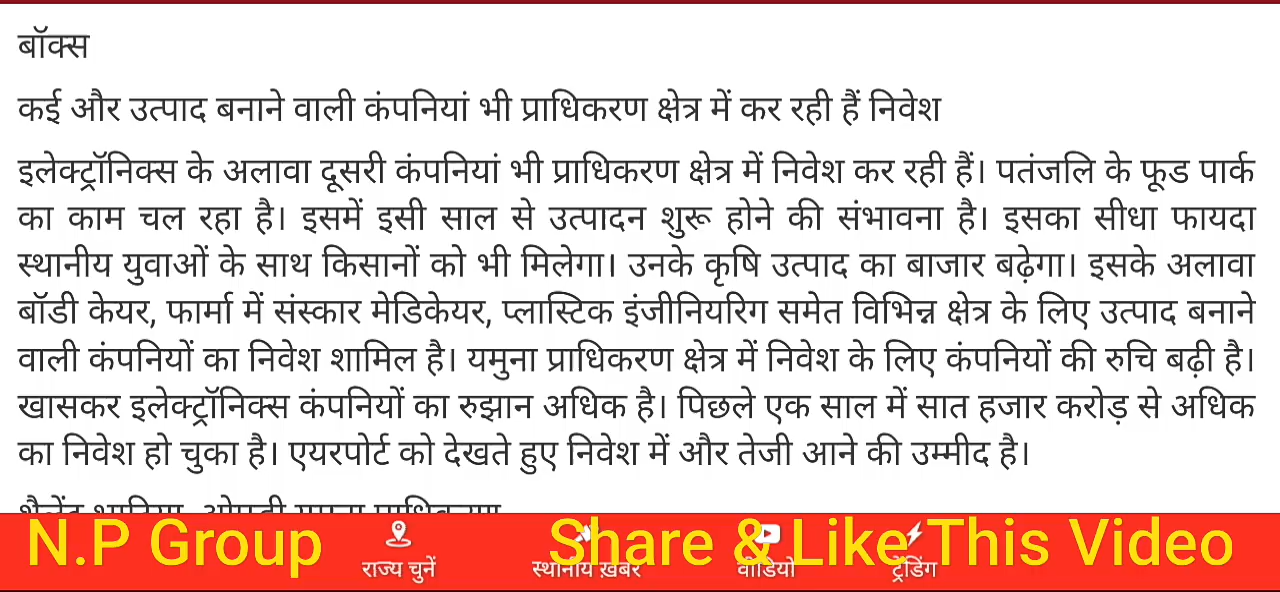 बॉक्स
कई और उत्पाद बनाने वाली कंपनियां भी प्राधिकरण क्षेत्र में कर रही हैं निवेश
इलेक्ट्रॉनिक्स के अलावा दूसरी कंपनियां भी प्राधिकरण क्षेत्र में निवेश कर रही हैं। पतंजलि के फूड पार्क
का काम चल रहा है। इसमें इसी साल से उत्पादन शुरू होने की संभावना है। इसका सीधा फायदा
स्थानीय युवाओं के साथ किसानों को भी मिलेगा। उनके कृषि उत्पाद का बाजार बढ़ेगा। इसके अलावा
बॉडी केयर, फार्मा में संस्कार मेडिकेयर, प्लास्टिक इंजीनियरिग समेत विभिन्न क्षेत्र के लिए उत्पाद बनाने
वाली कंपनियों का निवेश शामिल है। यमुना प्राधिकरण क्षेत्र में निवेश के लिए कंपनियों की रुचि बढ़ी है।
खासकर इलेक्ट्रॉनिक्स कंपनियों का रुझान अधिक है। पिछले एक साल में सात हजार करोड़ से अधिक
का निवेश हो चुका है। एयरपोर्ट को देखते हुए निवेश में और तेजी आने की उम्मीद है।
N.P Group Share & Like This Video
राज्य चुनें स्थानीय ख़बरें वीडियो ट्रेंडिंग